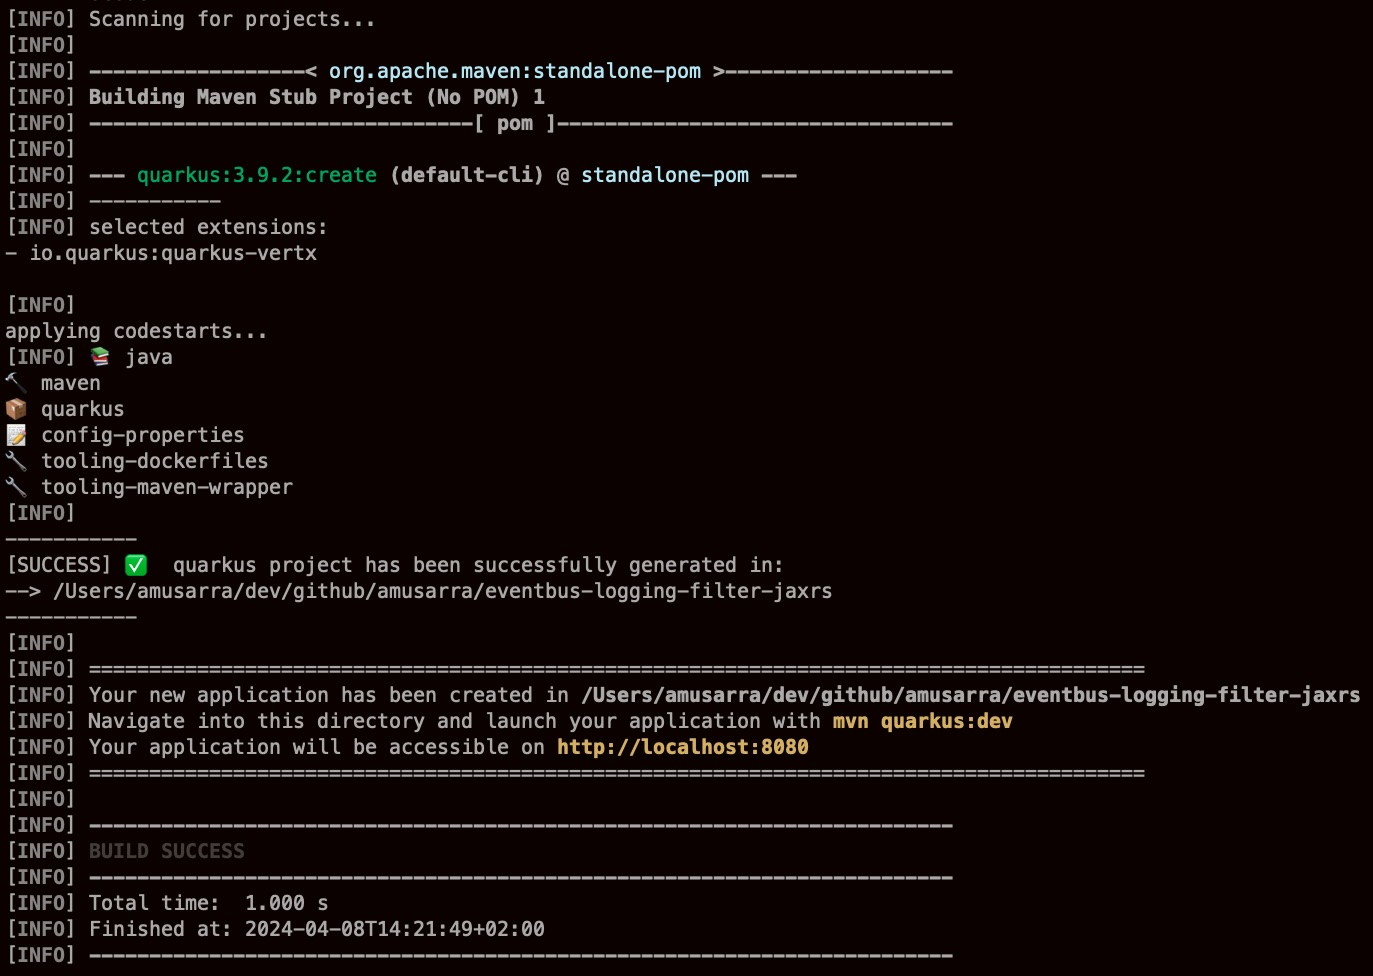 [INFO] Scanning for projects...
[INFO]
[INFO] ------------------< org.apache.maven:standalone-pom >-------------------
[INFO] Building Maven Stub Project (No POM) 1
[INFO] --------------------------------[ pom ]---------------------------------
[INFO]
[INFO] --- quarkus:3.9.2:create (default-cli) @ standalone-pom ---
[INFO] -----------
[INFO] selected extensions:
- io.quarkus:quarkus-vertx
[INFO]
applying codestarts...
[INFO] 📚 java
🔨 maven
📦 quarkus
📝 config-properties
🔧 tooling-dockerfiles
🔧 tooling-maven-wrapper
[INFO]
-----------
[SUCCESS] ✅  quarkus project has been successfully generated in:
--> /Users/amusarra/dev/github/amusarra/eventbus-logging-filter-jaxrs
-----------
[INFO]
[INFO] ========================================================================================
[INFO] Your new application has been created in /Users/amusarra/dev/github/amusarra/eventbus-logging-filter-jaxrs
[INFO] Navigate into this directory and launch your application with mvn quarkus:dev
[INFO] Your application will be accessible on http://localhost:8080
[INFO] ========================================================================================
[INFO]
[INFO] ------------------------------------------------------------------------
[INFO] BUILD SUCCESS
[INFO] ------------------------------------------------------------------------
[INFO] Total time:  1.000 s
[INFO] Finished at: 2024-04-08T14:21:49+02:00
[INFO] ------------------------------------------------------------------------